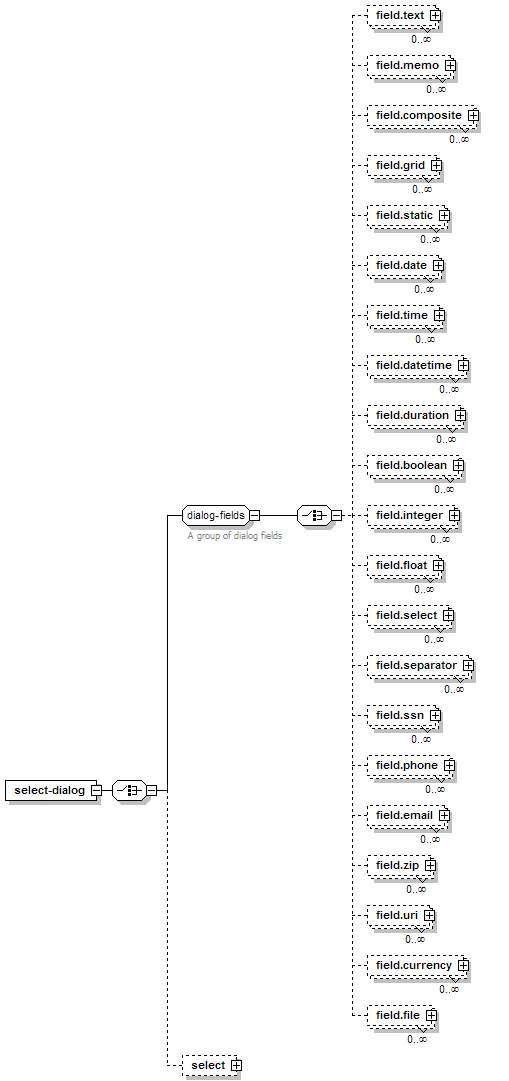 field.text
0..∞
field.memo
0..∞
field.composite
0..∞
field.grid
0..∞
field.static
0..∞
field.date
0..∞
field.time
0..∞
field.datetime
0..∞
field.duration
0..∞
field.boolean
0..∞
dialog-fields
A group of dialog fields
field.integer
0..∞
field.float
0..∞
field.select
0..∞
field.separator
0..∞
field.ssn
0..∞
field.phone
0..∞
select-dialog
field.email
0..∞
field.zip
0..∞
field.uri
0..∞
field.currency
0..∞
field.file
0..∞
select